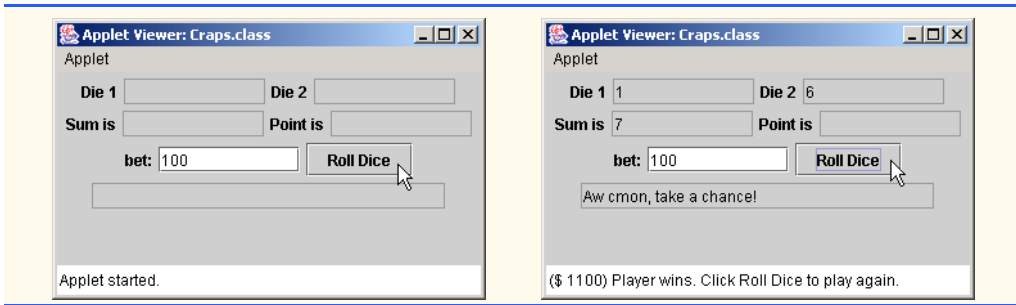 Applet Viewer: Craps.class
Applet
Die 1
Die 2
Sum is
Point is
bet: 100
Roll Dice
Applet started.
Applet Viewer: Craps.class
Applet
Die 1 1
Die 2 6
Sum is 7
Point is
bet: 100
Roll Dice
Aw cmon, take a chance!
($ 1100) Player wins. Click Roll Dice to play again.